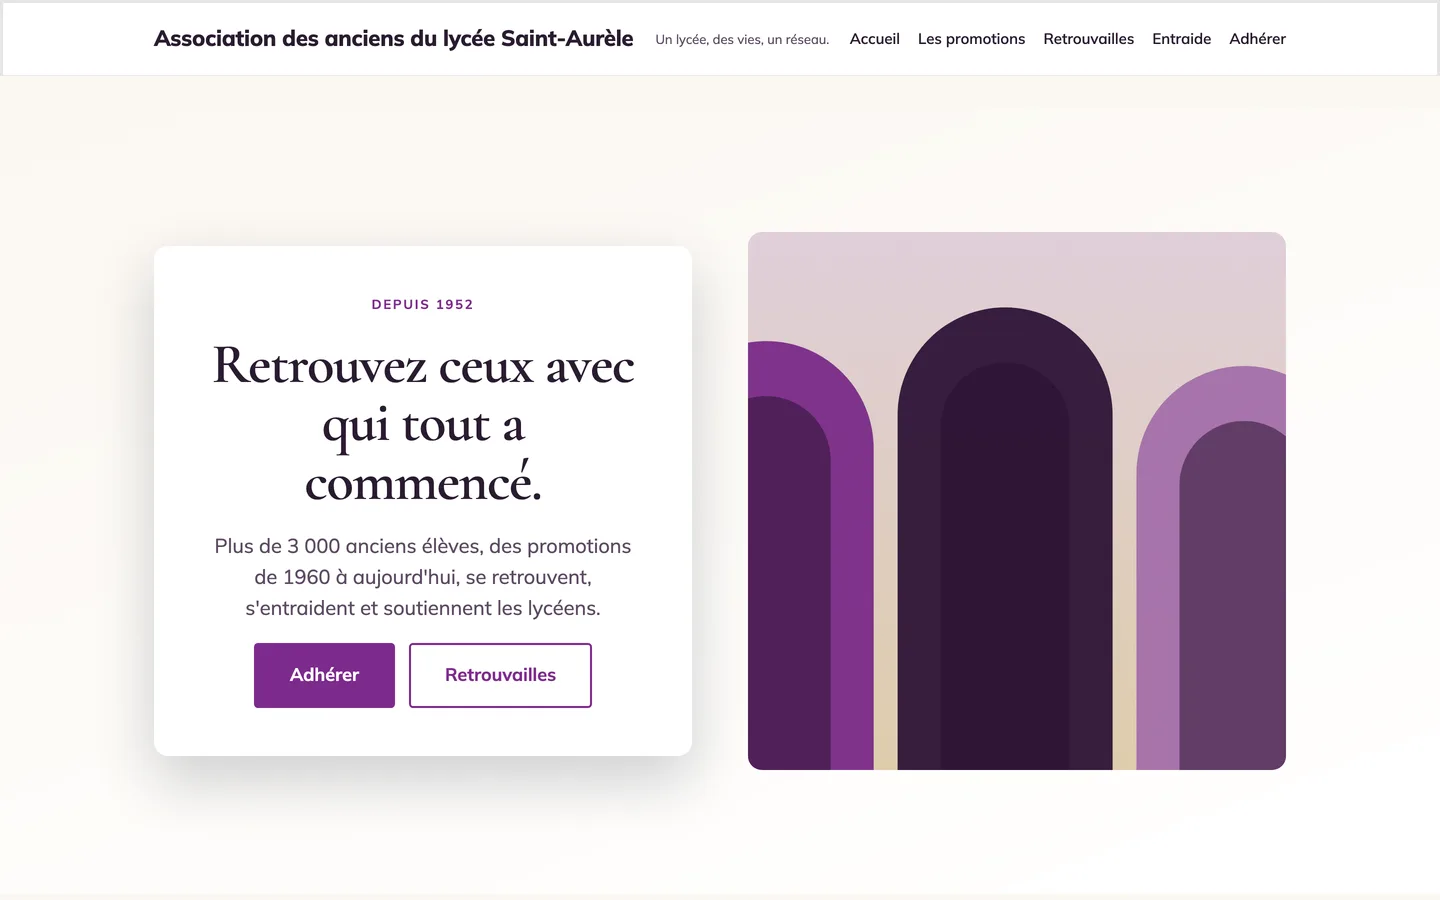 Association des anciens du lycée Saint-Aurèle
Un lycée, des vies, un réseau.
Accueil
Les promotions
Retrouvailles
Entraide
Adhérer
DEPUIS 1952
Retrouvez ceux avec
qui tout a
commencé.
Plus de 3 000 anciens élèves, des promotions
de 1960 à aujourd'hui, se retrouvent,
s'entraident et soutiennent les lycéens.
Adhérer
Retrouvailles